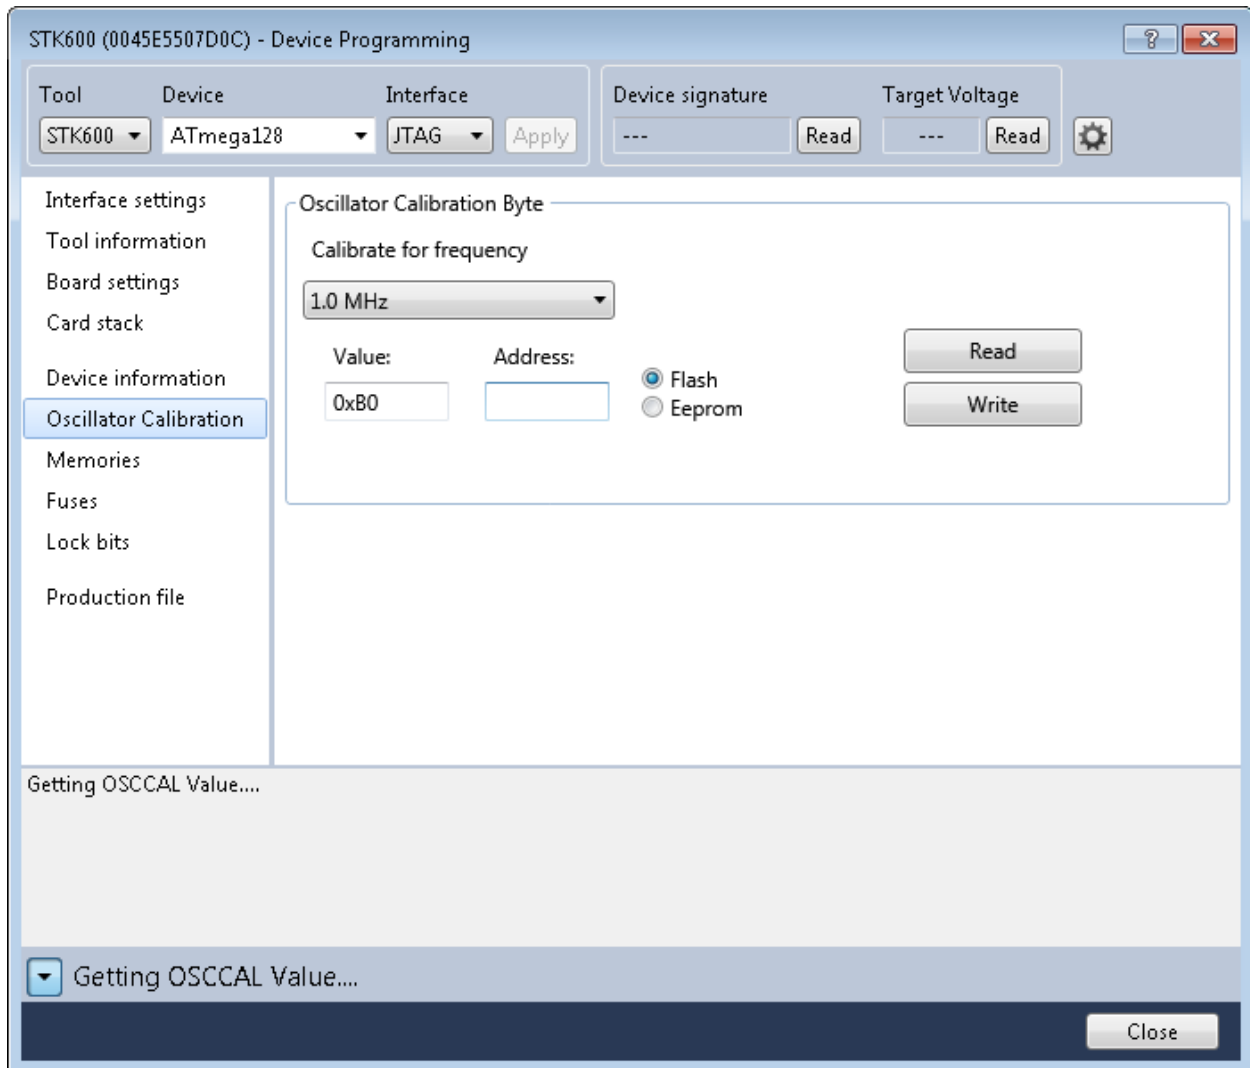 STK600 (0045E5507D0C) - Device Programming
Tool Device Interface Device signature Target Voltage
STK600 ATmega128 JTAG Apply --- Read --- Read
Interface settings
Tool information
Board settings
Card stack
Device information
Oscillator Calibration
Memories
Fuses
Lock bits
Production file
Oscillator Calibration Byte
Calibrate for frequency
1.0 MHz
Value: Address:
0xB0
Flash
Eeprom
Read
Write
Getting OSCCAL Value....
Getting OSCCAL Value....
Close